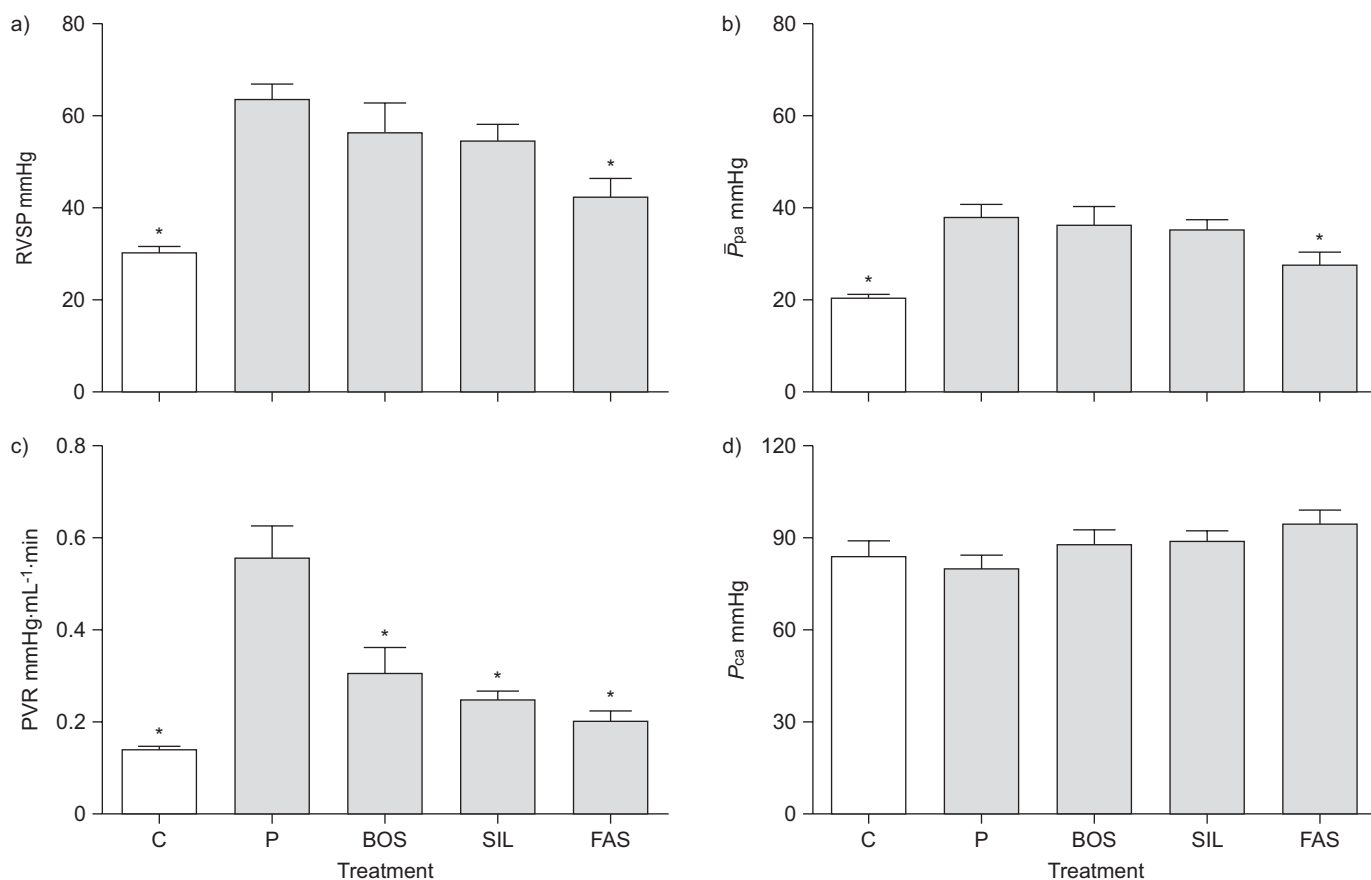 a)
80
60
40
20
0
RVSP mmHg
*
*
b)
80
60
40
20
0
P̄pa mmHg
*
*
c)
0.8
0.6
0.4
0.2
0
PVR mmHg·mL-1·min
*
*
*
*
C P BOS SIL FAS
Treatment
d)
120
90
60
30
0
Pca mmHg
C P BOS SIL FAS
Treatment